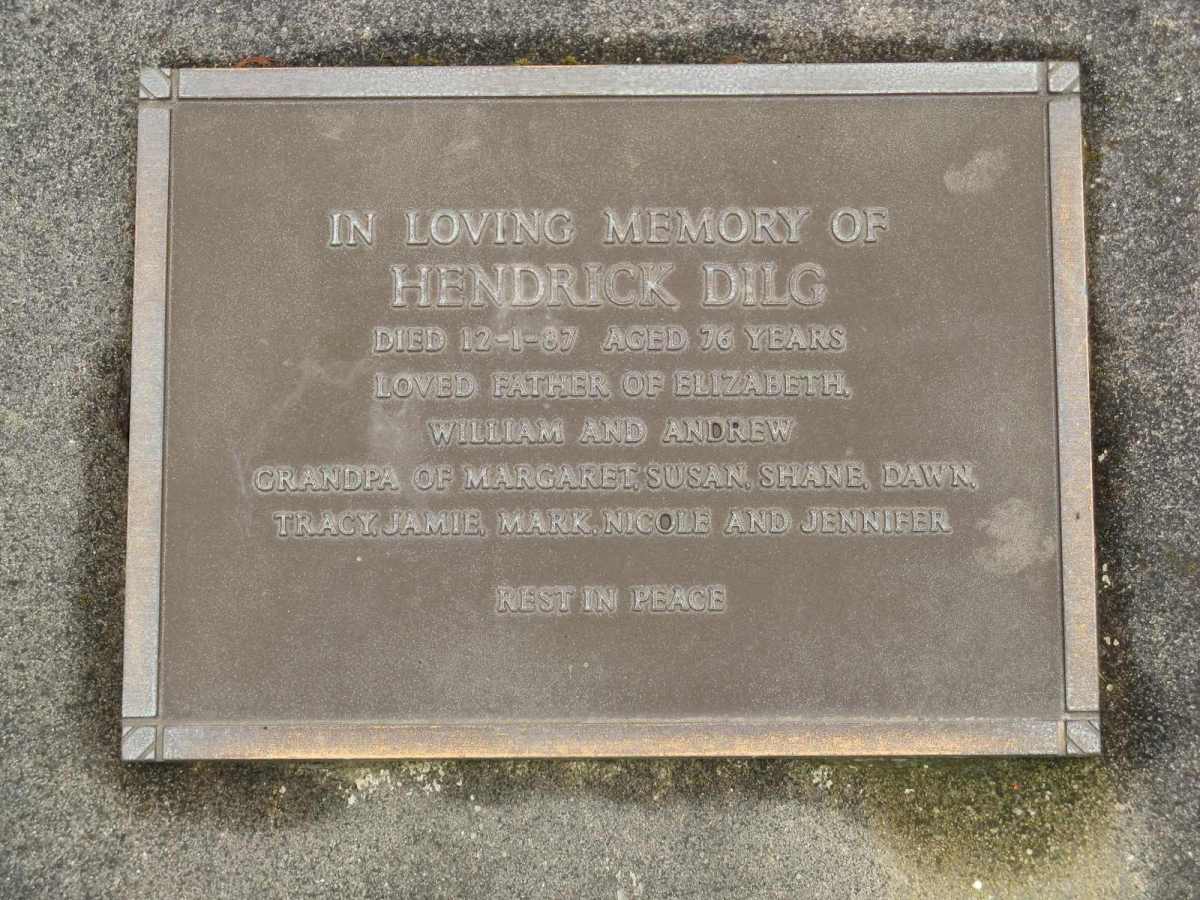 IN LOVING MEMORY OF
HENDRICK DILG
DIED 12-1-87 AGED 76 YEARS
LOVED FATHER OF ELIZABETH,
WILLIAM AND ANDREW
GRANDPA OF MARGARET, SUSAN, SHANE, DAWN,
TRACY, JAMIE, MARK, NICOLE AND JENNIFER
REST IN PEACE